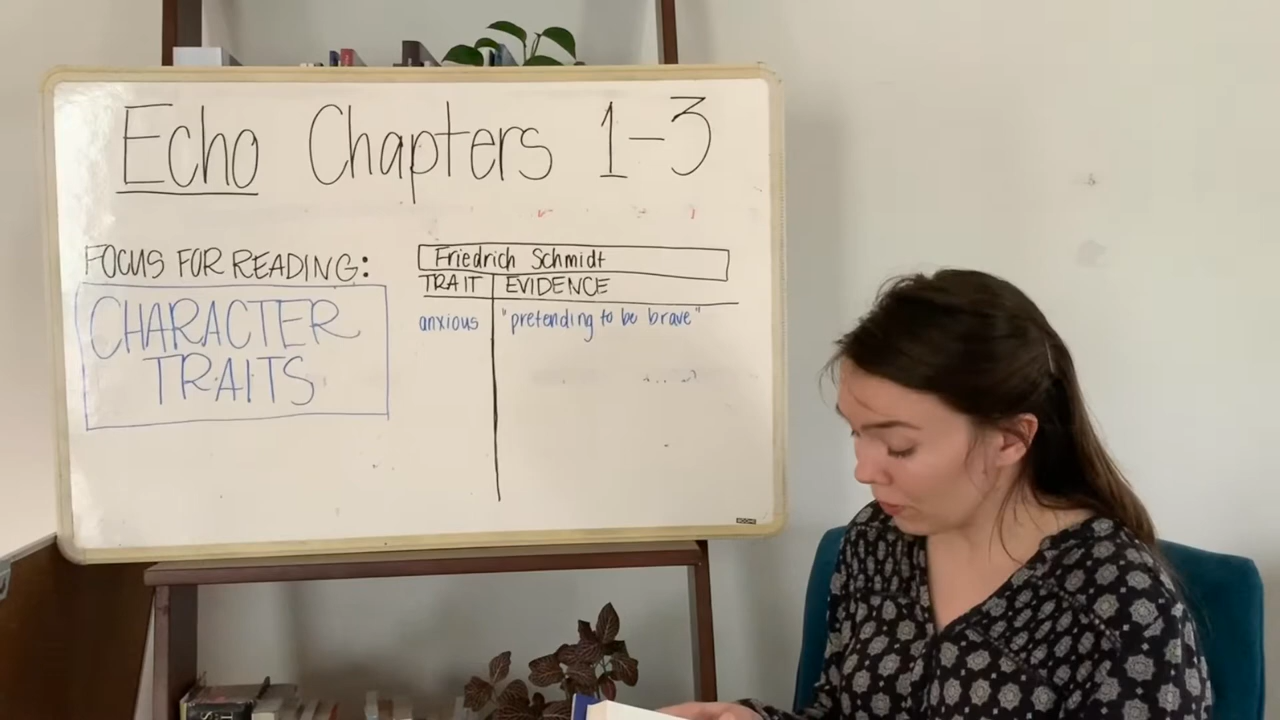 Echo Chapters 1-3
FOCUS FOR READING:
CHARACTER
TRAITS
Friedrich Schmidt
TRAIT EVIDENCE
anxious "pretending to be brave"